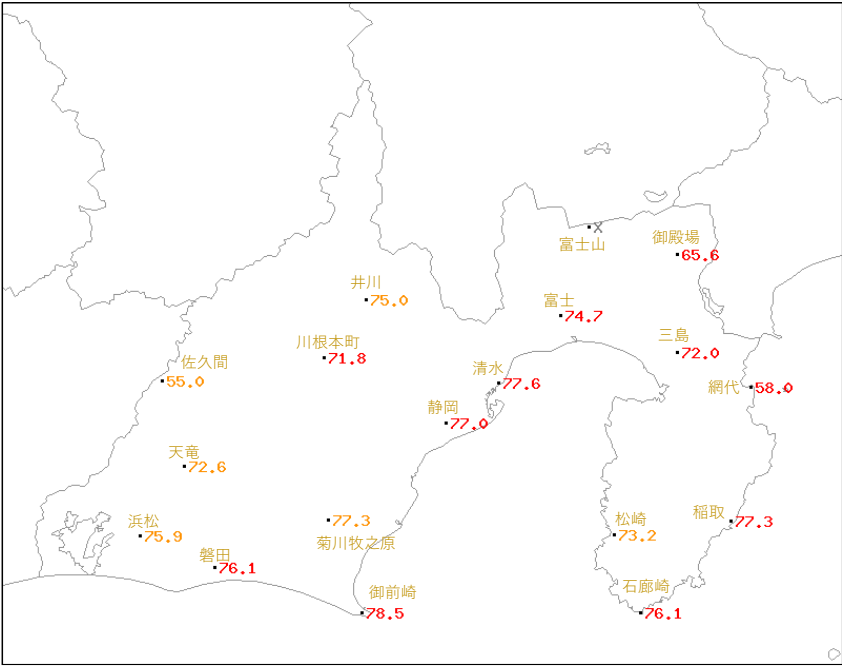 富士山
×
御殿場
65.6
井川
75.0
富士
74.7
川根本町
71.8
三島
72.0
佐久間
55.0
清水
77.6
網代
58.0
静岡
77.0
天竜
72.6
浜松
75.9
77.3
菊川牧之原
稲取
77.3
松崎
73.2
磐田
76.1
御前崎
78.5
石廊崎
76.1